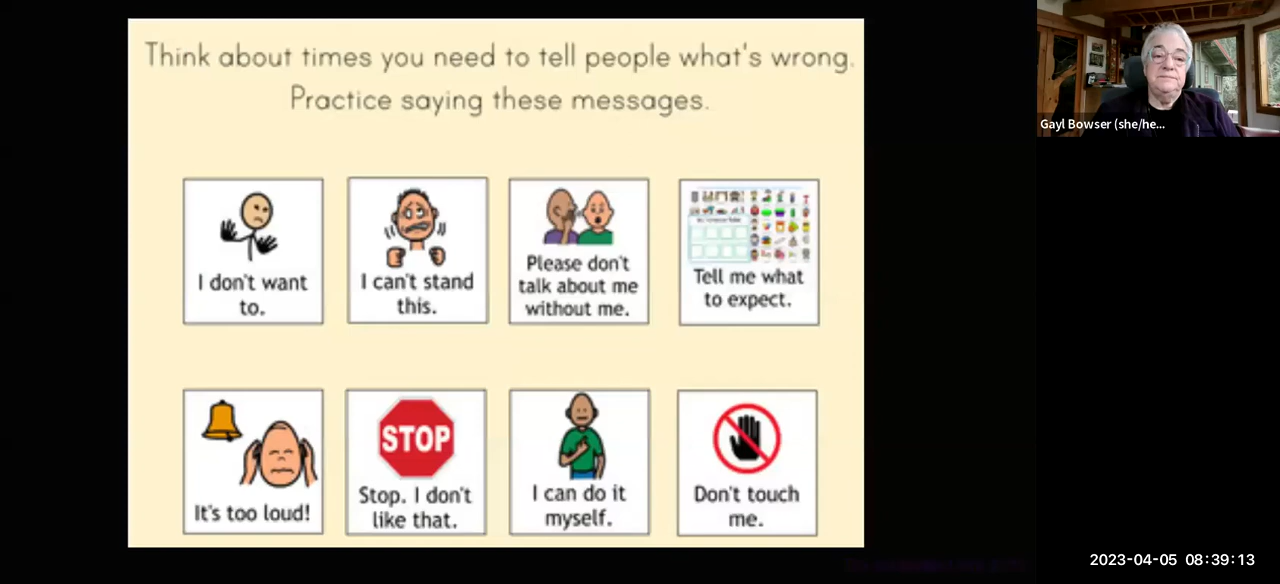 Think about times you need to tell people what's wrong.
Practice saying these messages.
Gayl Bowser (she/he...
I don't want
to.
I can't stand
this.
Please don't
talk about me
without me.
Tell me what
to expect.
It's too loud!
STOP
Stop. I don't
like that.
I can do it
myself.
Don't touch
me.
2023-04-05 08:39:13